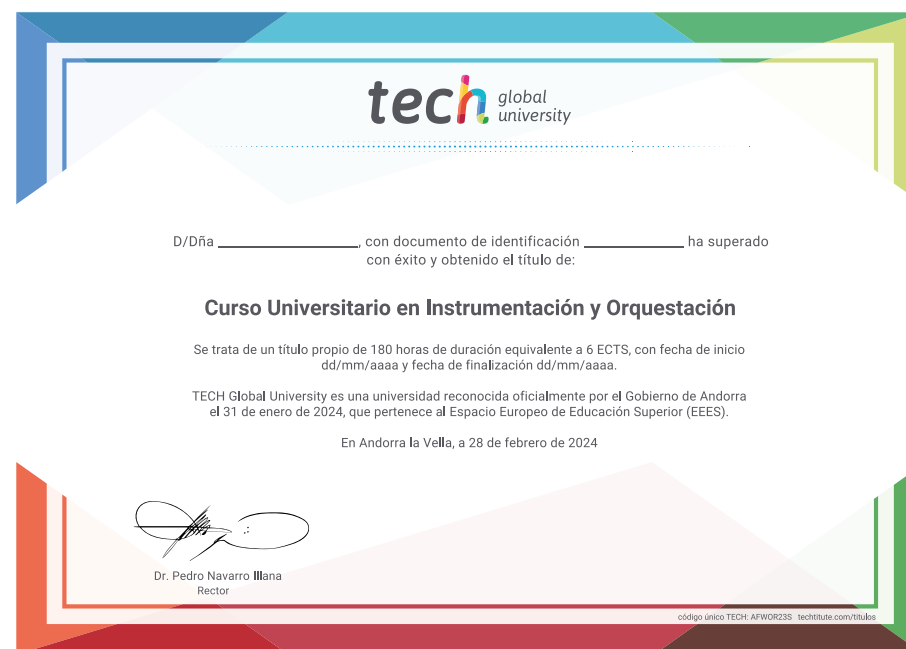 tech global
university
D/Dña ____________, con documento de identificación ____________ ha superado
con éxito y obtenido el título de:
Curso Universitario en Instrumentación y Orquestación
Se trata de un título propio de 180 horas de duración equivalente a 6 ECTS, con fecha de inicio
dd/mm/aaaa y fecha de finalización dd/mm/aaaa.
TECH Global University es una universidad reconocida oficialmente por el Gobierno de Andorra
el 31 de enero de 2024, que pertenece al Espacio Europeo de Educación Superior (EEES).
En Andorra la Vella, a 28 de febrero de 2024
Dr. Pedro Navarro Illana
Rector
código único TECH: AFWOR23S techtitute.com/titulos